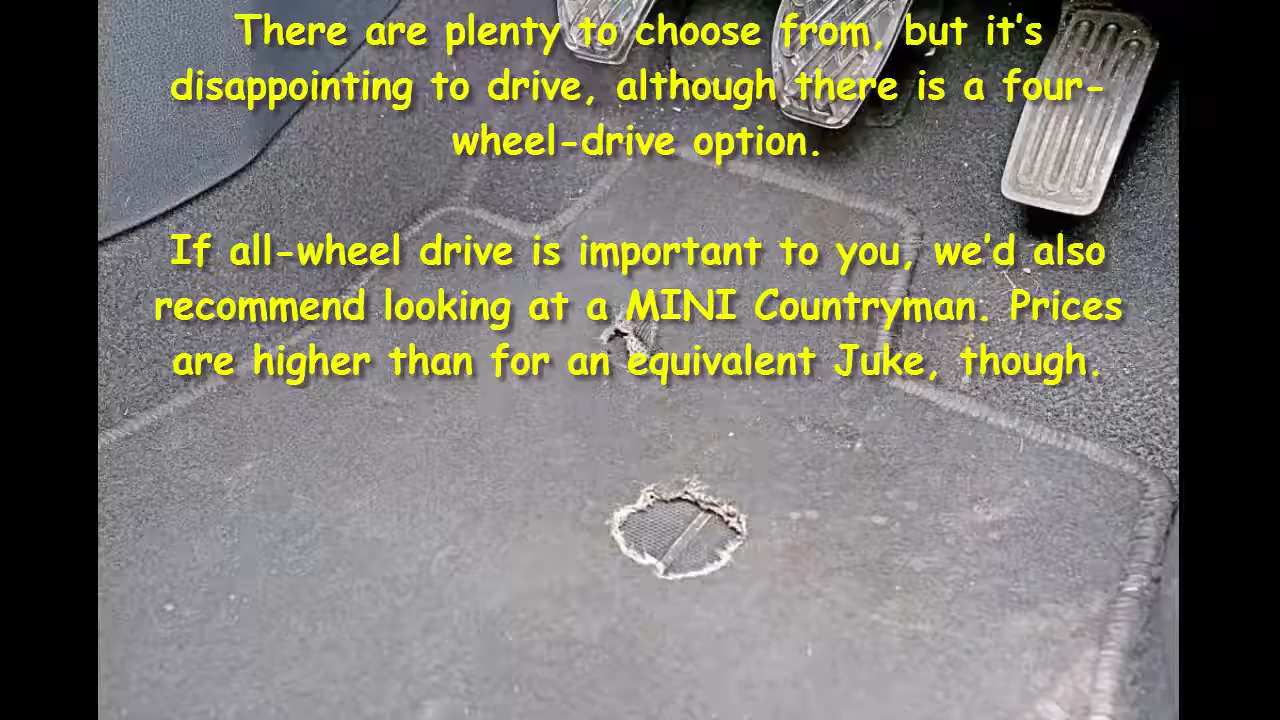 There are plenty to choose from, but it’s
disappointing to drive, although there is a four-
wheel-drive option.
If all-wheel drive is important to you, we’d also
recommend looking at a MINI Countryman. Prices
are higher than for an equivalent Juke, though.